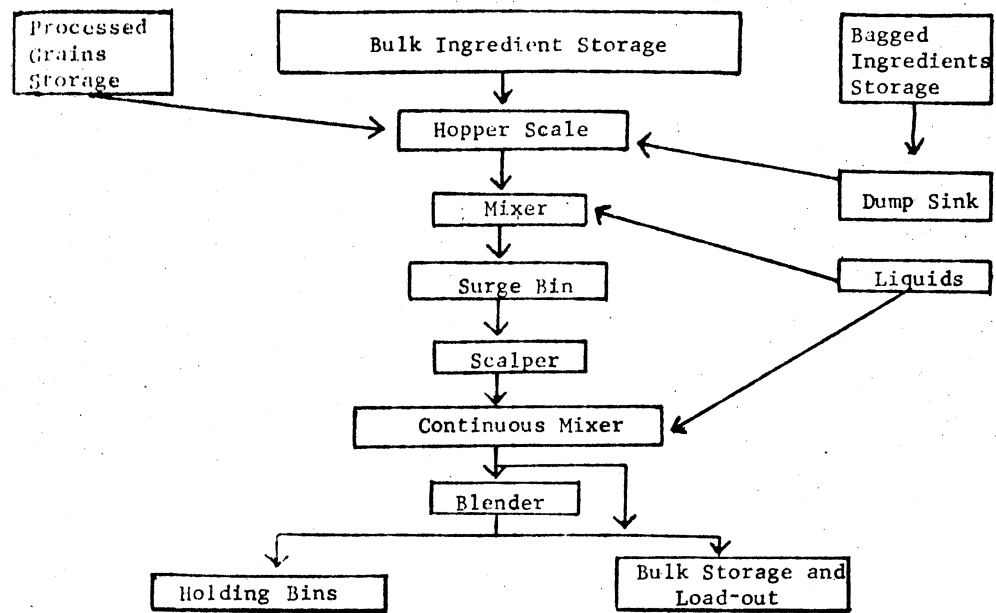 Processed
Grains
Storage
Bulk Ingredient Storage
Bagged
Ingredients
Storage
Hopper Scale
Dump Sink
Mixer
Liquids
Surge Bin
Scalper
Continuous Mixer
Blender
Holding Bins
Bulk Storage and
Load-out